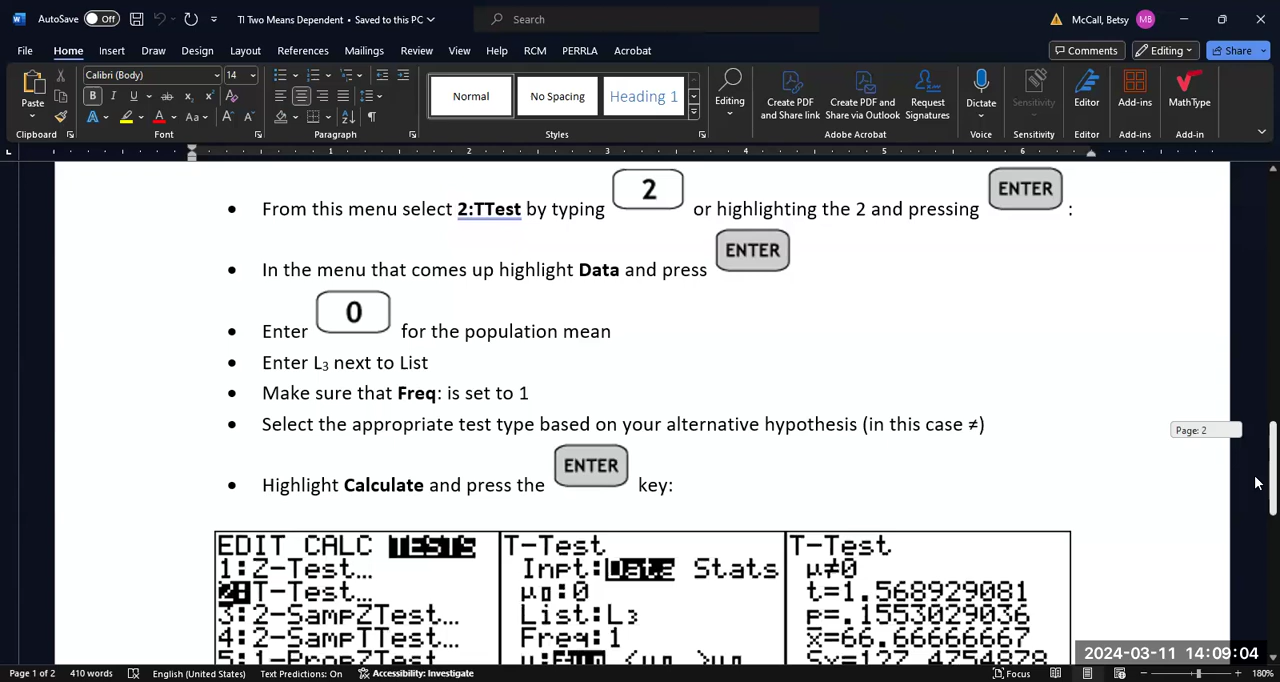 AutoSave Off TI Two Means Dependent • Saved to this PC Search McCall, Betsy MB
File Home Insert Draw Design Layout References Mailings Review View Help RCM PERRLA Acrobat Comments Editing Share
Paste Calibri (Body) 14 Normal No Spacing Heading 1 Editing Create PDF and Share link Create PDF and Share via Outlook Request Signatures Dictate Sensitivity Editor Add-ins MathType
Clipboard Font Paragraph Styles Adobe Acrobat Voice Sensitivity Editor Add-ins Add-in
1 2 3 4 5 6
• From this menu select 2:TTest by typing 2 or highlighting the 2 and pressing ENTER :
• In the menu that comes up highlight Data and press ENTER
• Enter 0 for the population mean
• Enter L₃ next to List
• Make sure that Freq: is set to 1
• Select the appropriate test type based on your alternative hypothesis (in this case ≠)
Page: 2
• Highlight Calculate and press the ENTER key:
EDIT CALC TESTS
1:Z-Test…
2:T-Test…
3:2-SampZTest…
4:2-SampTTest…
T-Test
Inpt:Data Stats
μ₀:0
List:L₃
Freq:1
T-Test
μ≠0
t=1.568929081
p=.1553029036
x̄=66.66666667
2024-03-11 14:09:04
Page 1 of 2 410 words English (United States) Text Predictions: On Accessibility: Investigate Focus 180%